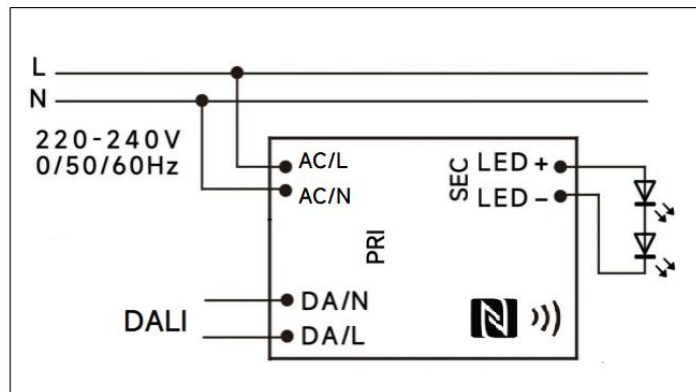 L
N
220-240V
0/50/60Hz
AC/L
AC/N
PRI
SEC
LED +
LED −
DALI
DA/N
DA/L